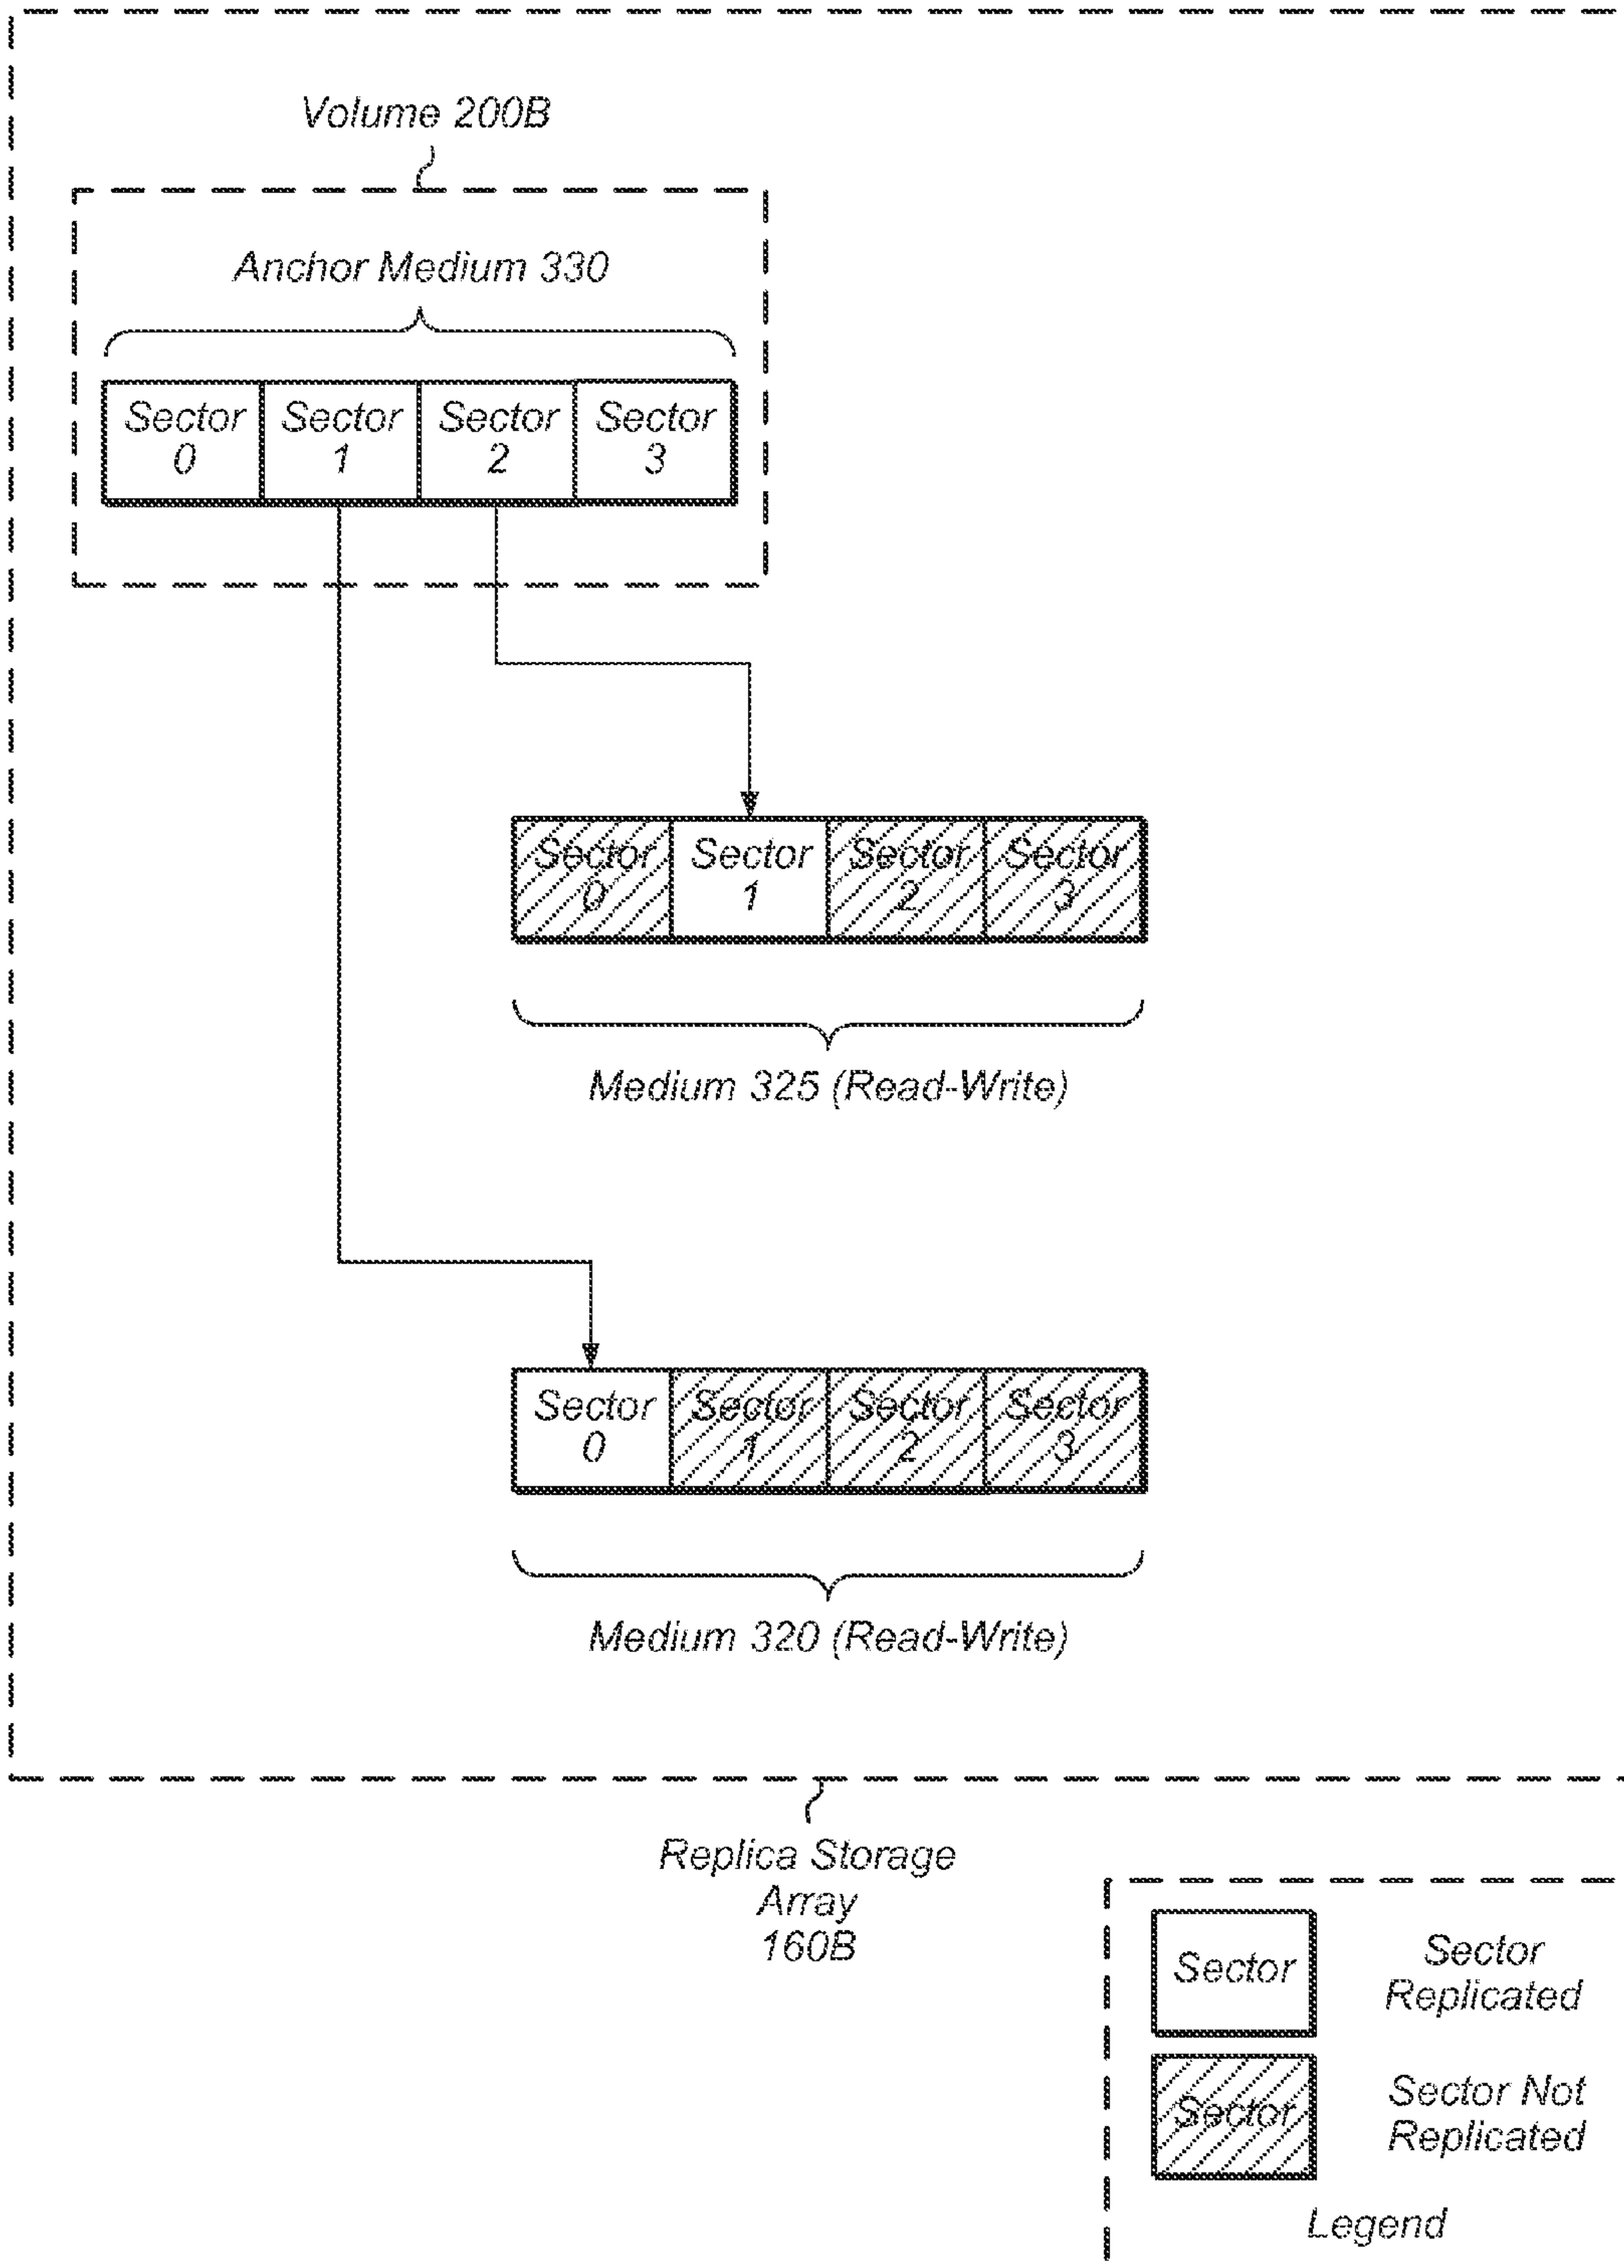 Volume 200B
Anchor Medium 330
Sector 0
Sector 1
Sector 2
Sector 3
Sector 0
Sector 1
Sector 2
Sector 3
Medium 325 (Read-Write)
Sector 0
Sector 1
Sector 2
Sector 3
Medium 320 (Read-Write)
Replica Storage
Array
160B
Sector
Sector
Replicated
Sector
Sector Not
Replicated
Legend